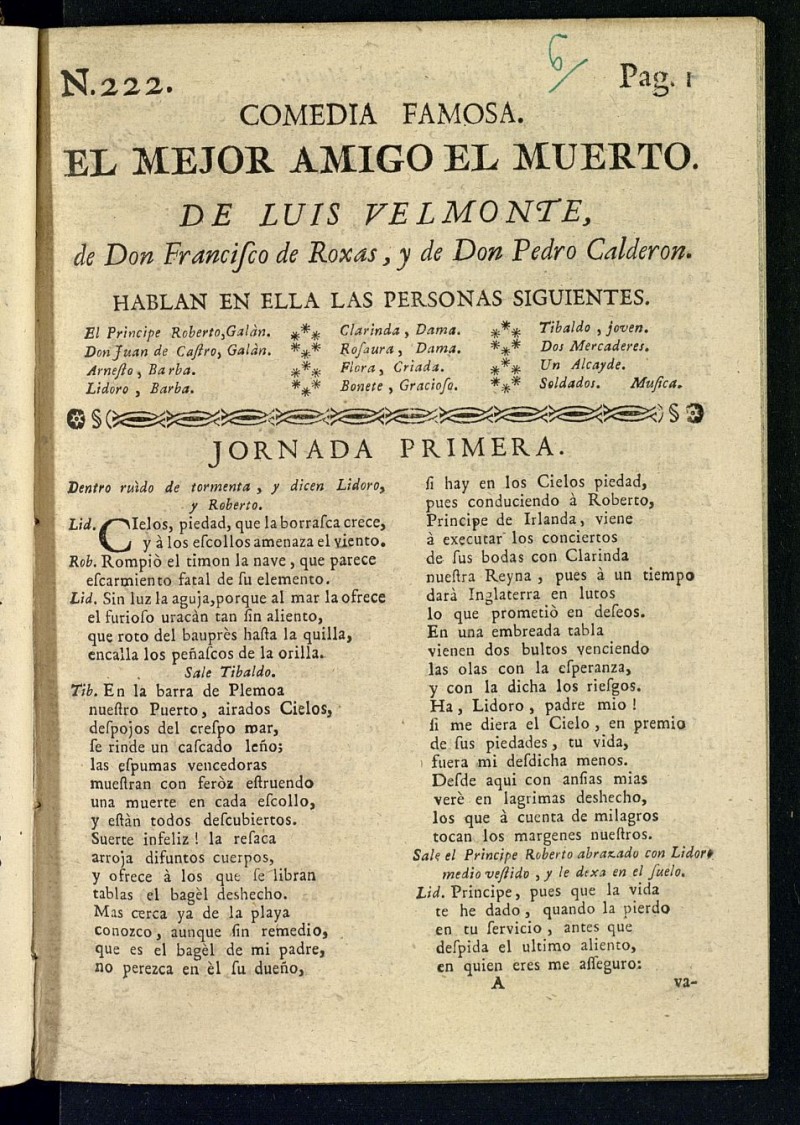 N.222.
6/
Pag. 1
COMEDIA FAMOSA.
EL MEJOR AMIGO EL MUERTO.
DE LUIS VELMONTE,
de Don Franciſco de Roxas, y de Don Pedro Calderon.
HABLAN EN ELLA LAS PERSONAS SIGUIENTES.
El Principe Roberto, Galàn.
Don Juan de Caſtro, Galàn.
Arneſto, Barba.
Lidoro, Barba.
Clarinda, Dama.
Roſaura, Dama.
Flora, Criada.
Bonete, Gracioſo.
Tibaldo, joven.
Dos Mercaderes.
Un Alcayde.
Soldados. Muſica.
JORNADA PRIMERA.
Dentro ruìdo de tormenta, y dicen Lidoro,
y Roberto.
Lid. CIelos, piedad, que la borraſca crece,
y à los eſcollos amenaza el viento.
Rob. Rompiò el timon la nave, que parece
eſcarmiento fatal de ſu elemento.
Lid. Sin luz la aguja, porque al mar la ofrece
el furioſo uracàn tan ſin aliento,
que roto del bauprès haſta la quilla,
encalla los peñaſcos de la orilla.
Sale Tibaldo.
Tib. En la barra de Plemoa
nueſtro Puerto, airados Cielos,
deſpojos del creſpo mar,
ſe rinde un caſcado leño;
las eſpumas vencedoras
mueſtran con feròz eſtruendo
una muerte en cada eſcollo,
y eſtàn todos deſcubiertos.
Suerte infeliz! la reſaca
arroja difuntos cuerpos,
y ofrece à los que ſe libran
tablas el bagèl deshecho.
Mas cerca ya de la playa
conozco, aunque ſin remedio,
que es el bagèl de mi padre,
no perezca en èl ſu dueño,
ſi hay en los Cielos piedad,
pues conduciendo à Roberto,
Principe de Irlanda, viene
à executar los conciertos
de ſus bodas con Clarinda
nueſtra Reyna, pues à un tiempo
darà Inglaterra en lutos
lo que prometiò en deſeos.
En una embreada tabla
vienen dos bultos venciendo
las olas con la eſperanza,
y con la dicha los rieſgos.
Ha, Lidoro, padre mio!
ſi me diera el Cielo, en premio
de ſus piedades, tu vida,
fuera mi deſdicha menos.
Deſde aqui con anſias mias
verè en lagrimas deshecho,
los que à cuenta de milagros
tocan los margenes nueſtros.
Sale el Principe Roberto abrazado con Lidoro
medio veſtido, y le dexa en el ſuelo.
Lid. Principe, pues que la vida
te he dado, quando la pierdo
en tu ſervicio, antes que
deſpida el ultimo aliento,
en quien eres me aſſeguro:
A
va-